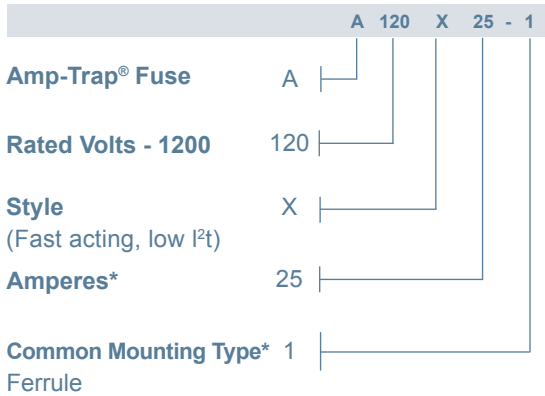 A 120 X 25 - 1
Amp-Trap® Fuse A
Rated Volts - 1200 120
Style X
(Fast acting, low I²t)
Amperes* 25
Common Mounting Type* 1
Ferrule